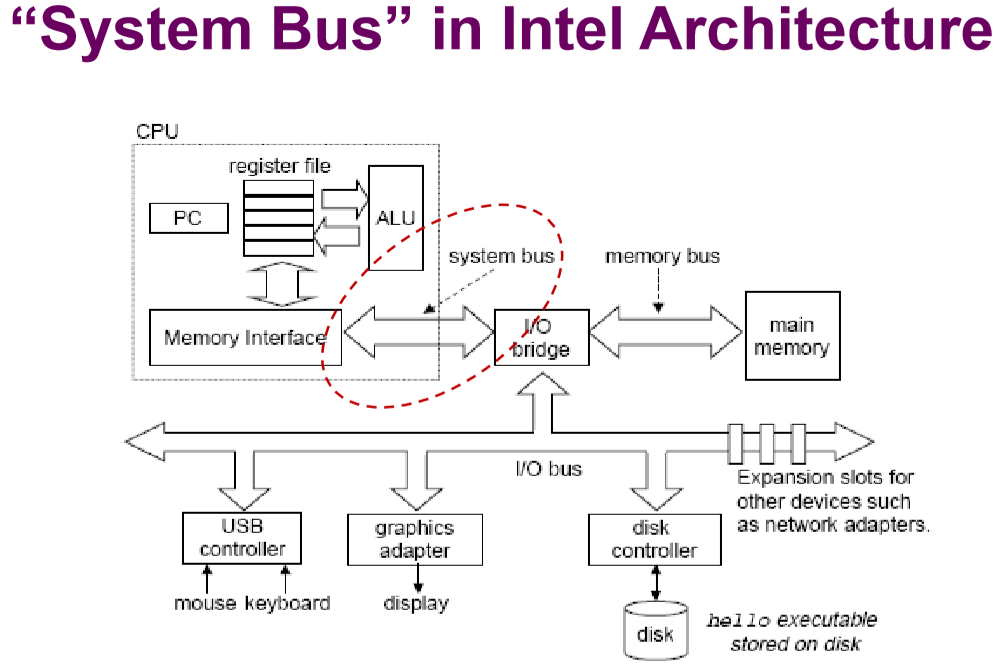 “System Bus” in Intel Architecture
CPU
register file
PC
ALU
system bus
memory bus
Memory Interface
I/O
bridge
main
memory
I/O bus
Expansion slots for
other devices such
as network adapters.
USB
controller
graphics
adapter
disk
controller
mouse keyboard
display
disk
hello executable
stored on disk